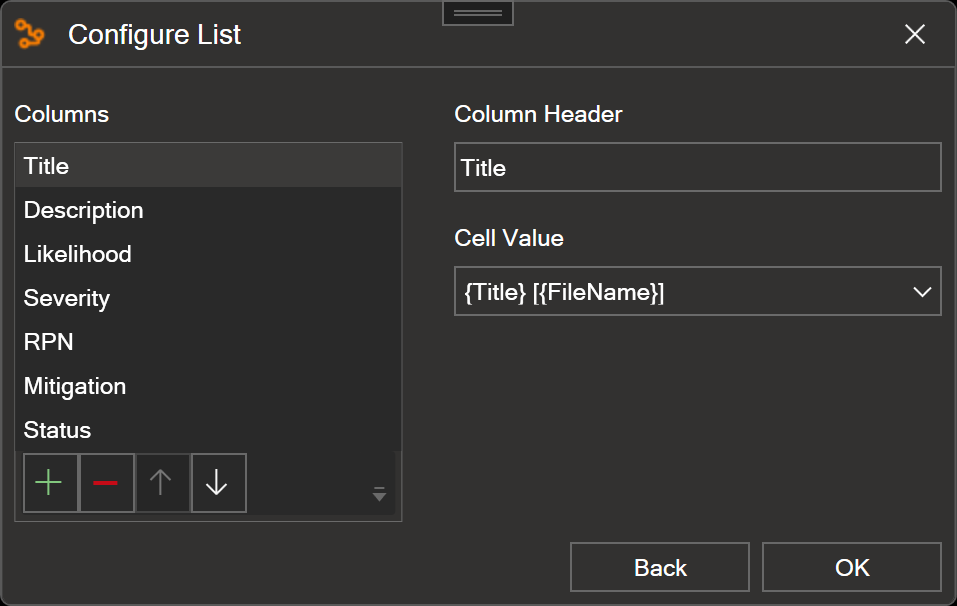 Configure List
Columns
Title
Description
Likelihood
Severity
RPN
Mitigation
Status
Column Header
Title
Cell Value
{Title} [{FileName}]
Back
OK